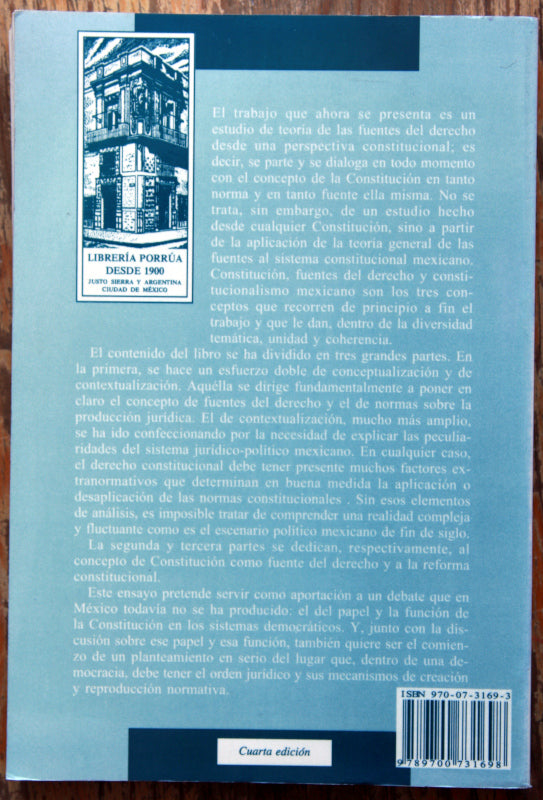 El trabajo que ahora se presenta es un
estudio de teoría de las fuentes del derecho
desde una perspectiva constitucional; es
decir, se parte y se dialoga en todo momento
con el concepto de la Constitución en tanto
norma y en tanto fuente ella misma. No se
trata, sin embargo, de un estudio hecho
desde cualquier Constitución, sino a partir
de la aplicación de la teoría general de las
fuentes al sistema constitucional mexicano.
Constitución, fuentes del derecho y consti-
tucionalismo mexicano son los tres con-
ceptos que recorren de principio a fin el
trabajo y que le dan, dentro de la diversidad
temática, unidad y coherencia.
LIBRERÍA PORRÚA
DESDE 1900
JUSTO SIERRA Y ARGENTINA
CIUDAD DE MÉXICO
El contenido del libro se ha dividido en tres grandes partes. En
la primera, se hace un esfuerzo doble de conceptualización y de
contextualización. Aquélla se dirige fundamentalmente a poner en
claro el concepto de fuentes del derecho y el de normas sobre la
producción jurídica. El de contextualización, mucho más amplio,
se ha ido confeccionando por la necesidad de explicar las peculia-
ridades del sistema jurídico-político mexicano. En cualquier caso,
el derecho constitucional debe tener presente muchos factores ex-
tranormativos que determinan en buena medida la aplicación o
desaplicación de las normas constitucionales . Sin esos elementos
de análisis, es imposible tratar de comprender una realidad compleja
y fluctuante como es el escenario político mexicano de fin de siglo.
La segunda y tercera partes se dedican, respectivamente, al
concepto de Constitución como fuente del derecho y a la reforma
constitucional.
Este ensayo pretende servir como aportación a un debate que en
México todavía no se ha producido: el del papel y la función de
la Constitución en los sistemas democráticos. Y, junto con la dis-
cusión sobre ese papel y esa función, también quiere ser el comien-
zo de un planteamiento en serio del lugar que, dentro de una de-
mocracia, debe tener el orden jurídico y sus mecanismos de creación
y reproducción normativa.
ISBN 970-07-3169-3
9 789700 731698
Cuarta edición